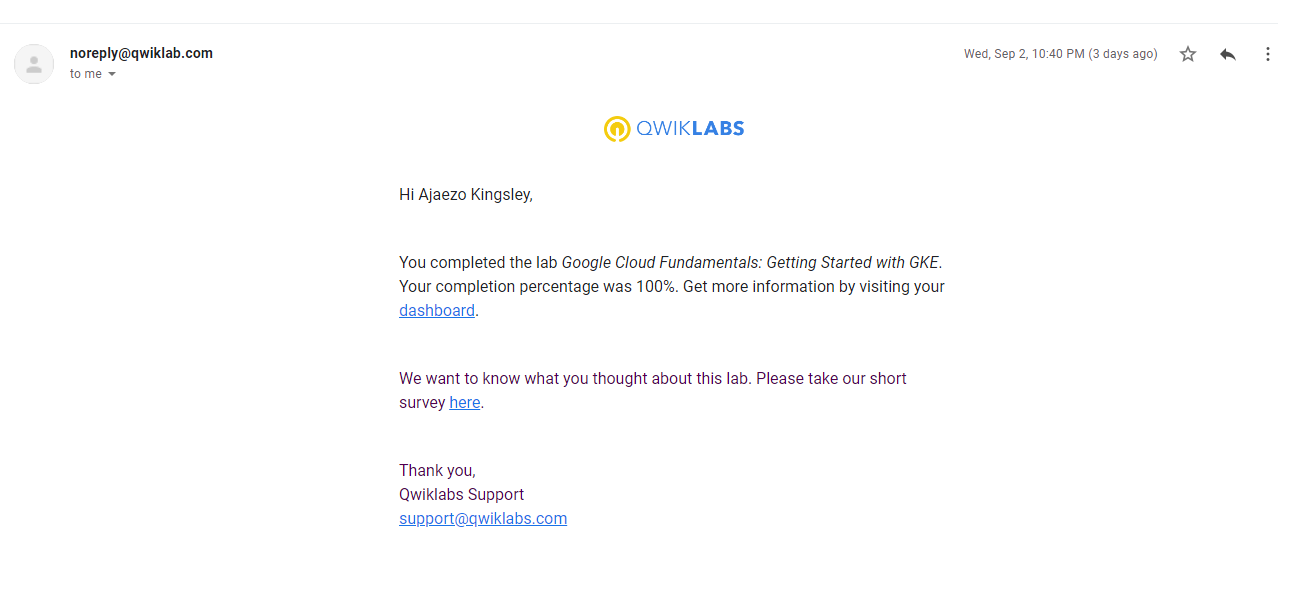 noreply@qwiklab.com
Wed, Sep 2, 10:40 PM (3 days ago)
to me
QWIKLABS
Hi Ajaezo Kingsley,
You completed the lab Google Cloud Fundamentals: Getting Started with GKE.
Your completion percentage was 100%. Get more information by visiting your
dashboard.
We want to know what you thought about this lab. Please take our short
survey here.
Thank you,
Qwiklabs Support
support@qwiklabs.com